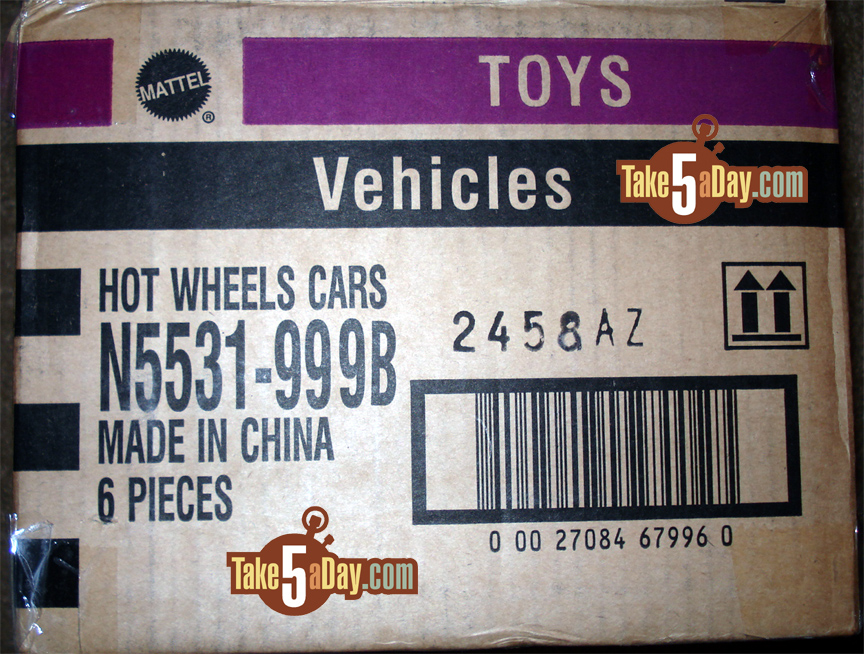 MATTEL
®
TOYS
Vehicles
Take5aDay.com
HOT WHEELS CARS
N5531-999B
MADE IN CHINA
6 PIECES
2458AZ
0 00 27084 67996 0
Take5aDay.com